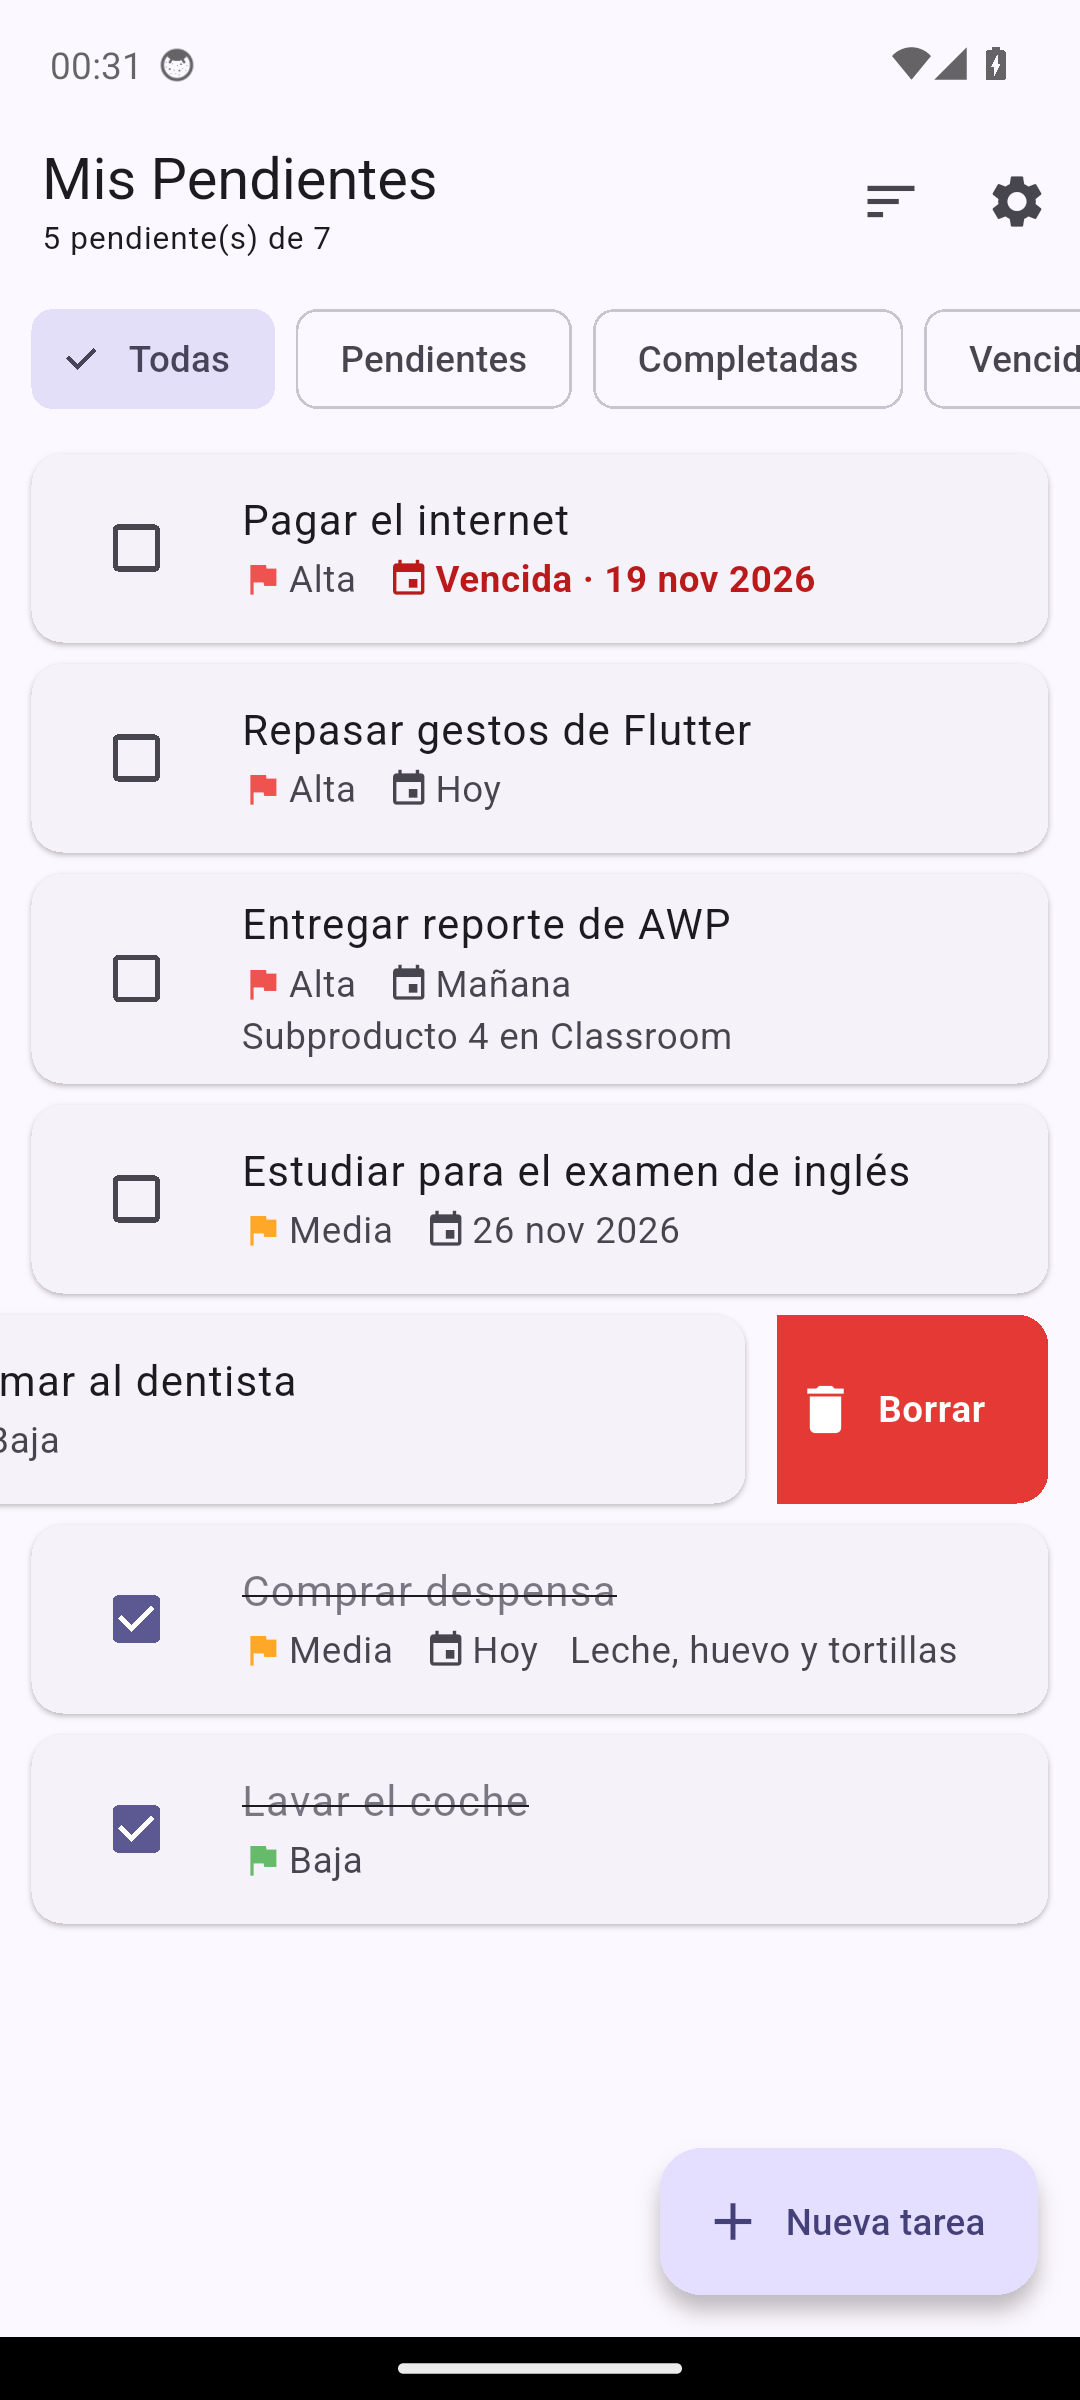 00:31
Mis Pendientes
5 pendiente(s) de 7
Todas
Pendientes
Completadas
Vencid
Pagar el internet
Alta
Vencida · 19 nov 2026
Repasar gestos de Flutter
Alta
Hoy
Entregar reporte de AWP
Alta
Mañana
Subproducto 4 en Classroom
Estudiar para el examen de inglés
Media
26 nov 2026
mar al dentista
Baja
Borrar
Comprar despensa
Media
Hoy
Leche, huevo y tortillas
Lavar el coche
Baja
Nueva tarea